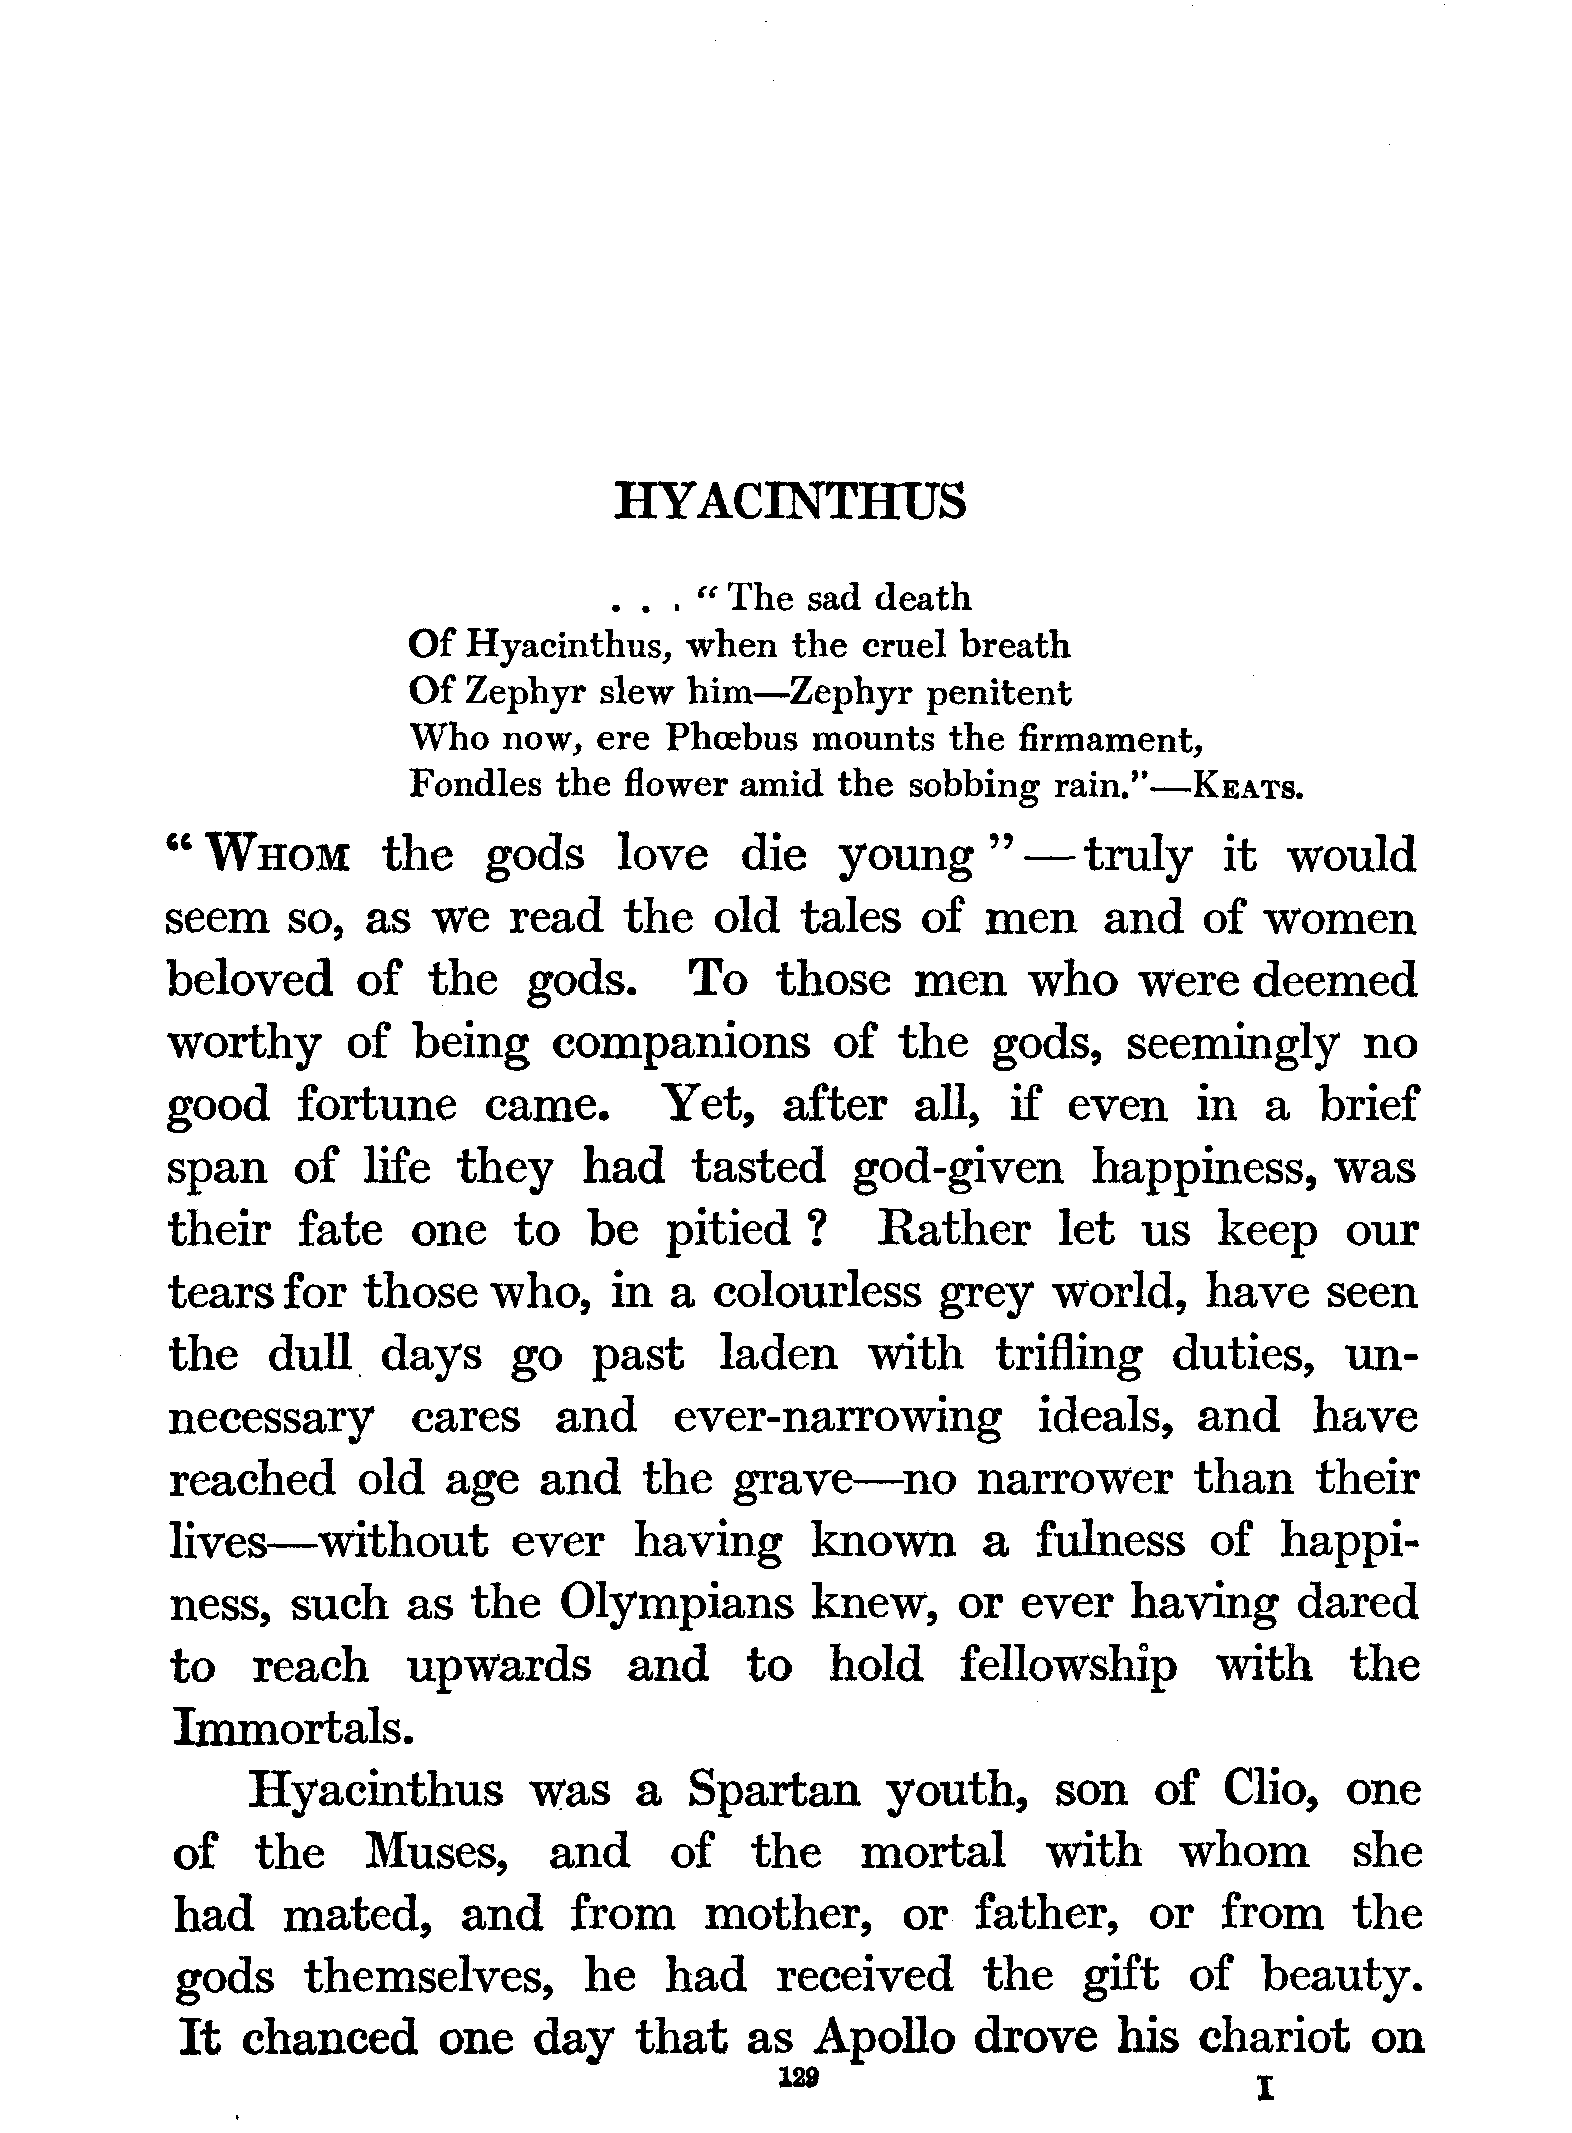 HYACINTHUS
. . . “ The sad death
Of Hyacinthus, when the cruel breath
Of Zephyr slew him—Zephyr penitent
Who now, ere Phœbus mounts the firmament,
Fondles the flower amid the sobbing rain.”—KEATS.
“ WHOM the gods love die young ” — truly it would
seem so, as we read the old tales of men and of women
beloved of the gods. To those men who were deemed
worthy of being companions of the gods, seemingly no
good fortune came. Yet, after all, if even in a brief
span of life they had tasted god-given happiness, was
their fate one to be pitied ? Rather let us keep our
tears for those who, in a colourless grey world, have seen
the dull days go past laden with trifling duties, un-
necessary cares and ever-narrowing ideals, and have
reached old age and the grave—no narrower than their
lives—without ever having known a fulness of happi-
ness, such as the Olympians knew, or ever having dared
to reach upwards and to hold fellowship with the
Immortals.
Hyacinthus was a Spartan youth, son of Clio, one
of the Muses, and of the mortal with whom she
had mated, and from mother, or father, or from the
gods themselves, he had received the gift of beauty.
It chanced one day that as Apollo drove his chariot on
129
I